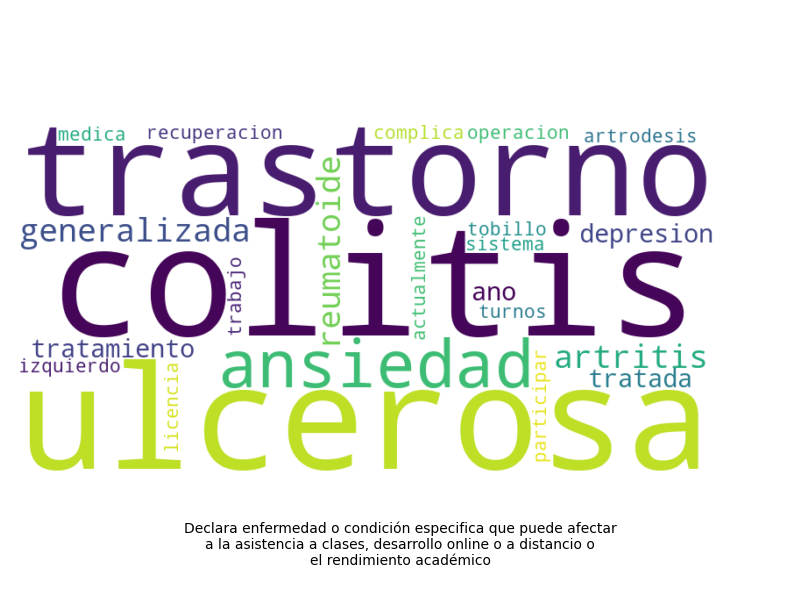 medica
recuperacion
complica
operacion
artrodesis
trastorno
reumatoide
generalizada
tobillo
sistema
depresion
colitis
trabajo
actualmente
ano
turnos
tratamiento
izquierdo
ansiedad
artritis
tratada
licencia
participar
ulcerosa
Declara enfermedad o condición especifica que puede afectar
a la asistencia a clases, desarrollo online o a distancio o
el rendimiento académico